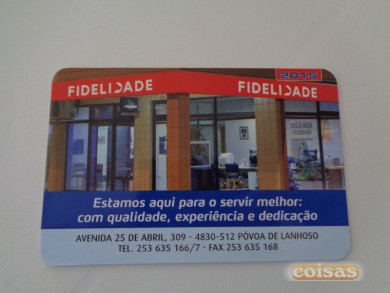 2015
FIDELIDADE FIDELIDADE
Estamos aqui para o servir melhor:
com qualidade, experiência e dedicação
AVENIDA 25 DE ABRIL, 309 - 4830-512 PÓVOA DE LANHOSO
TEL. 253 635 166/7 - FAX 253 635 168
coisas